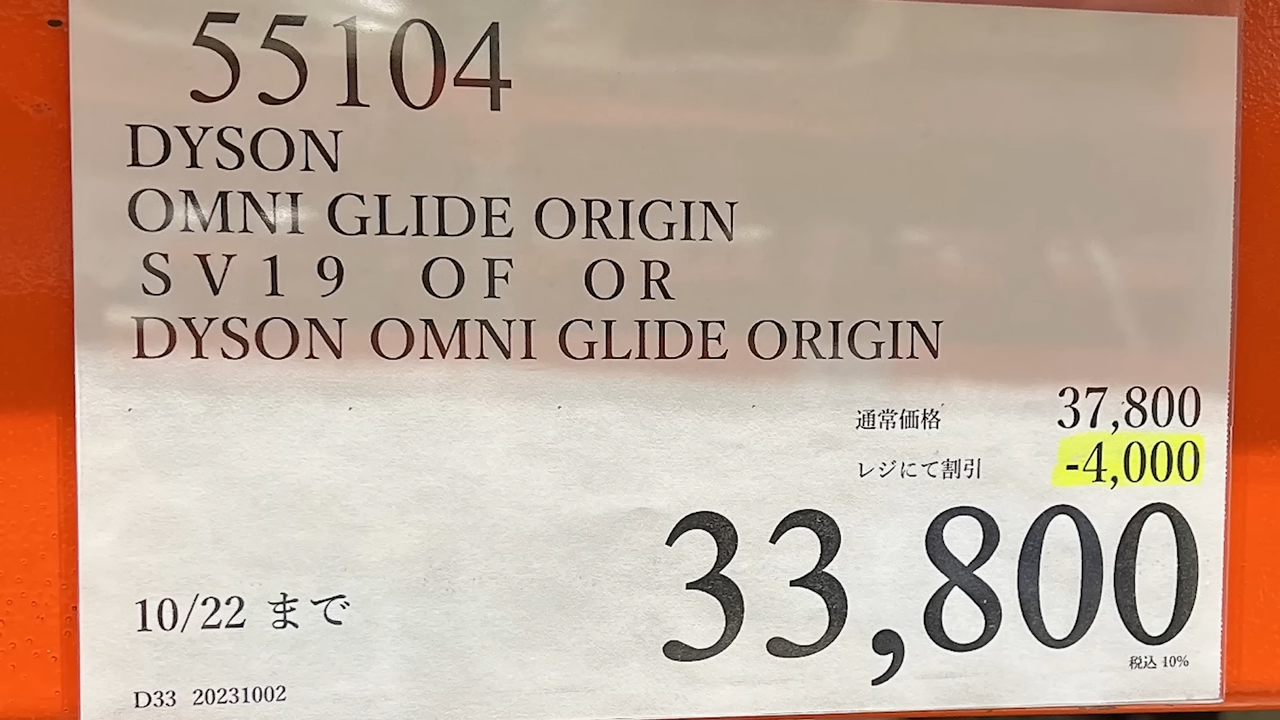 55104
DYSON
OMNI GLIDE ORIGIN
SV19 OF OR
DYSON OMNI GLIDE ORIGIN
通常価格 37,800
レジにて割引 -4,000
33,800
税込 10%
10/22 まで
D33 20231002